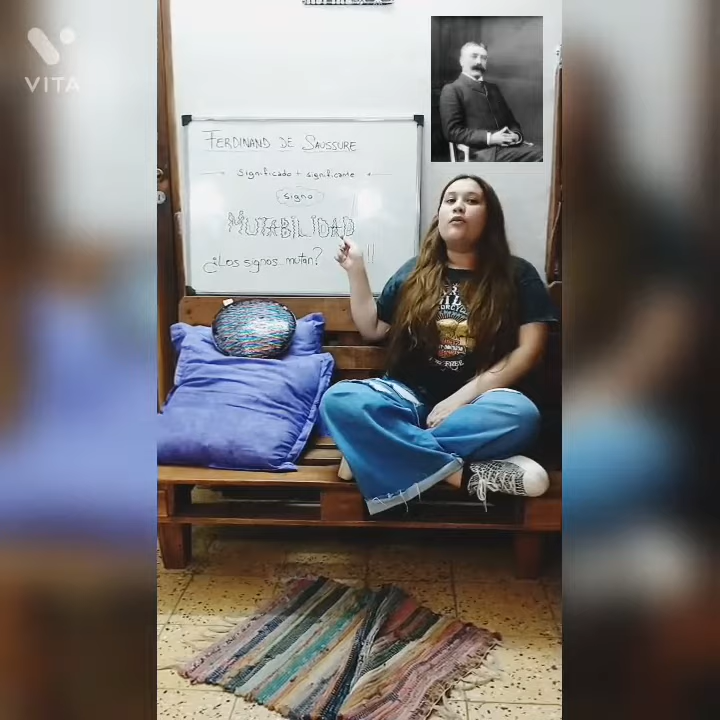 VITA
FERDINAND DE SAUSSURE
Significado + significante
signo
MUTABILIDAD
¿Los signos mutan?